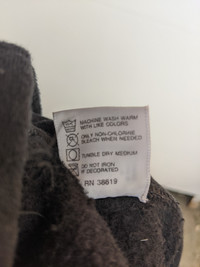 MACHINE WASH WARM
WITH LIKE COLORS
ONLY NON-CHLORINE
BLEACH WHEN NEEDED
TUMBLE DRY MEDIUM
DO NOT IRON
IF DECORATED
RN 38619